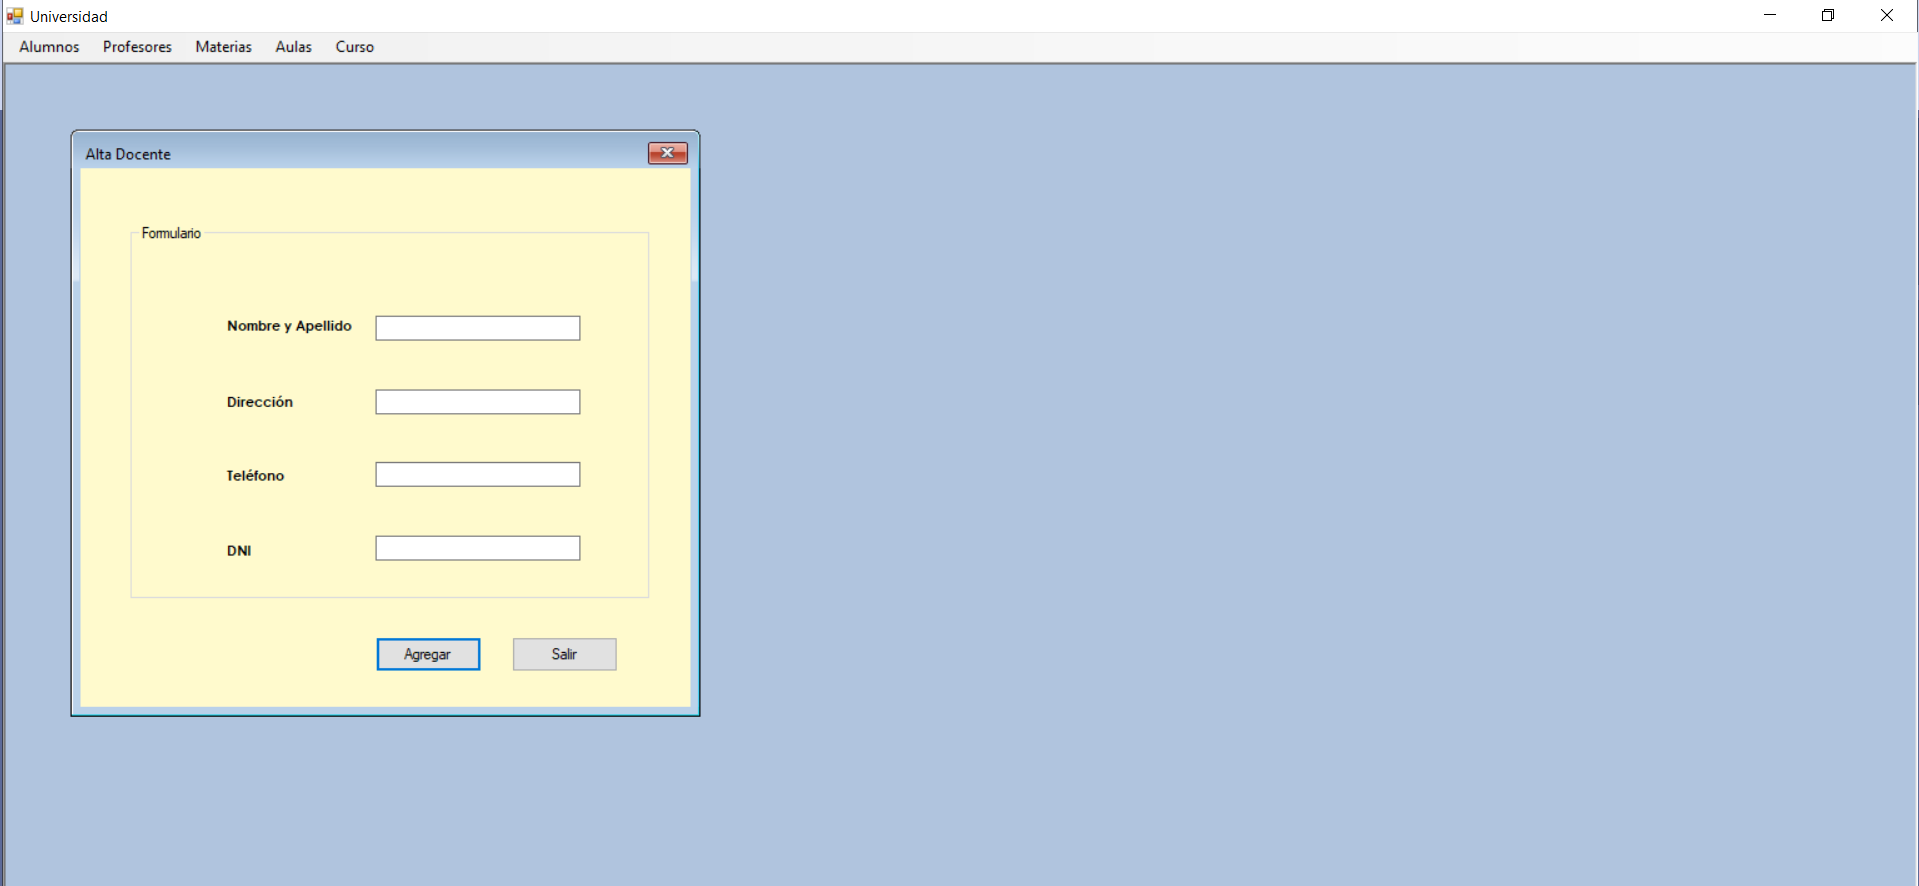 Universidad
Alumnos Profesores Materias Aulas Curso
Alta Docente
Formulario
Nombre y Apellido
Dirección
Teléfono
DNI
Agregar Salir